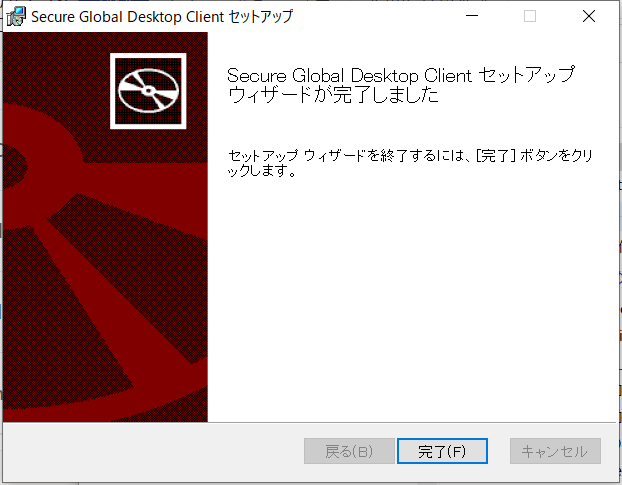 Secure Global Desktop Client セットアップ
Secure Global Desktop Client セットアップ
ウィザードが完了しました
セットアップ ウィザードを終了するには、[完了] ボタンをクリ
ックします。
戻る(B)
完了(F)
キャンセル